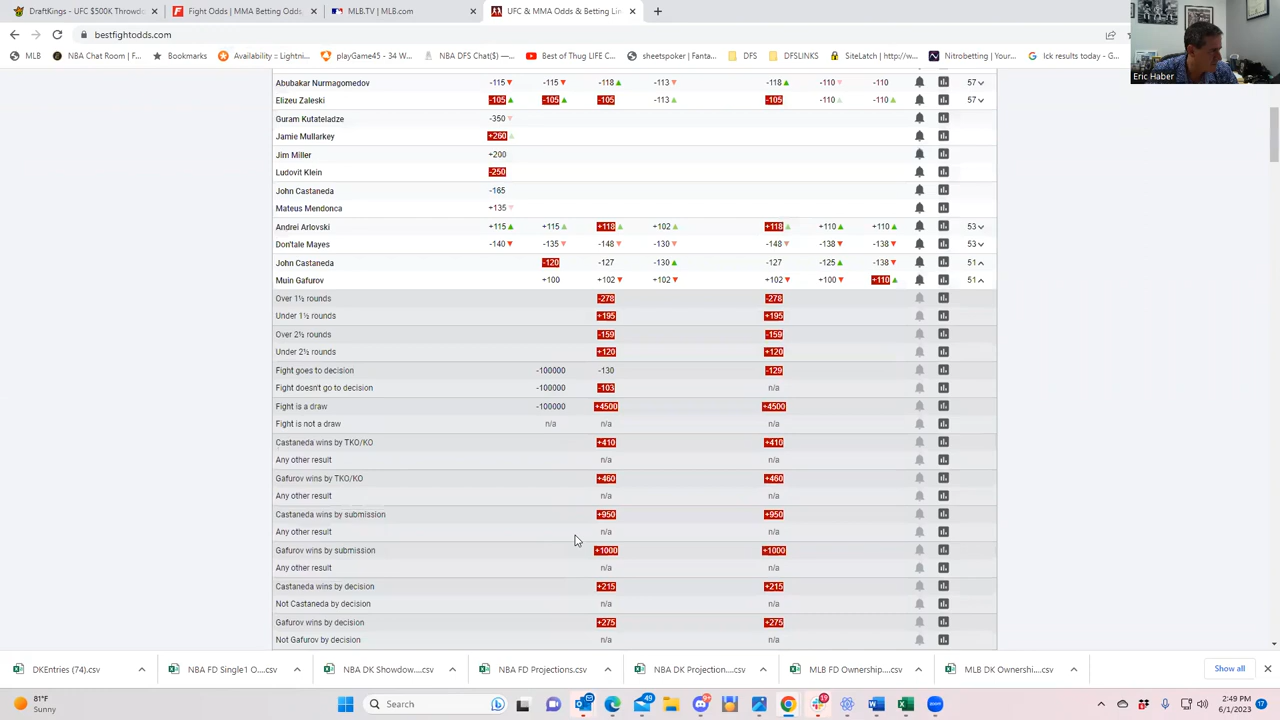 DraftKings - UFC $500K Throwdo
Fight Odds | MMA Betting Odds,
MLB.TV | MLB.com
UFC & MMA Odds & Betting Lin
bestfightodds.com
MLB NBA Chat Room | F... Bookmarks Availability :: Lightni... playGame45 - 34 W... NBA DFS Chat($) —... Best of Thug LIFE C... sheetspoker | Fanta... DFS DFSLINKS SiteLatch | http://w... Nitrobetting | You... Ick results today - G...
Eric Haber
Abubakar Nurmagomedov -115 -115 -118 -113 -118 -110 -110 57
Elizeu Zaleski -105 -105 -105 -113 -105 -110 -110 57
Guram Kutateladze -350
Jamie Mullarkey +260
Jim Miller +200
Ludovit Klein -250
John Castaneda -165
Mateus Mendonca +135
Andrei Arlovski +115 +115 +118 +102 +118 +110 +110 53
Don'tale Mayes -140 -135 -148 -130 -148 -138 -138 53
John Castaneda -120 -127 -130 -127 -125 -138 51
Muin Gafurov +100 +102 +102 +102 +100 +110 51
Over 1½ rounds -278 -278
Under 1½ rounds +195 +195
Over 2½ rounds -159 -159
Under 2½ rounds +120 +120
Fight goes to decision -100000 -130 -129
Fight doesn't go to decision -100000 -103 n/a
Fight is a draw -100000 +4500 +4500
Fight is not a draw n/a n/a n/a
Castaneda wins by TKO/KO +410 +410
Any other result n/a n/a
Gafurov wins by TKO/KO +460 +460
Any other result n/a n/a
Castaneda wins by submission +950 +950
Any other result n/a n/a
Gafurov wins by submission +1000 +1000
Any other result n/a n/a
Castaneda wins by decision +215 +215
Not Castaneda by decision n/a n/a
Gafurov wins by decision +275 +275
Not Gafurov by decision n/a n/a
DKEntries (74).csv NBA FD Single1 O....csv NBA DK Showdow....csv NBA FD Projections.csv NBA DK Projection....csv MLB FD Ownership....csv MLB DK Ownershi....csv Show all
81°F
Sunny
Search
49
19
2:49 PM
6/1/2023
17